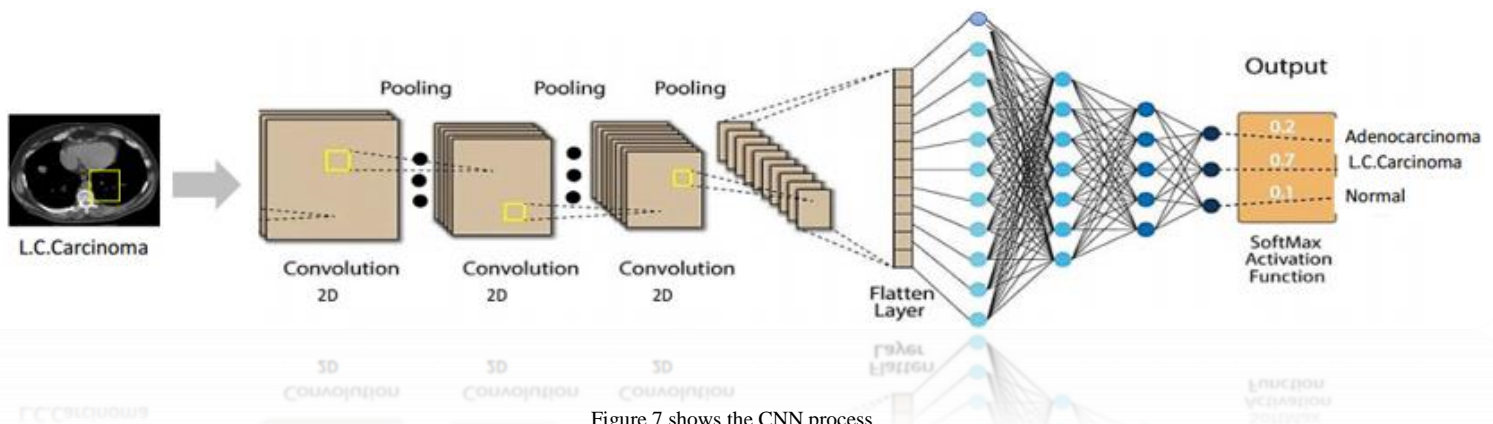 Pooling
Pooling
Pooling
Output
0.2
Adenocarcinoma
0.7
L.C.Carcinoma
0.1
Normal
L.C.Carcinoma
Convolution
2D
Convolution
2D
Convolution
2D
Flatten
Layer
SoftMax
Activation
Function
Figure 7 shows the CNN process